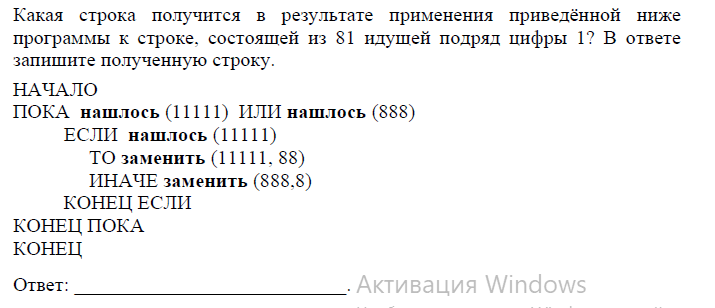 Какая строка получится в результате применения приведённой ниже
программы к строке, состоящей из 81 идущей подряд цифры 1? В ответе
запишите полученную строку.
НАЧАЛО
ПОКА нашлось (11111) ИЛИ нашлось (888)
ЕСЛИ нашлось (11111)
ТО заменить (11111, 88)
ИНАЧЕ заменить (888,8)
КОНЕЦ ЕСЛИ
КОНЕЦ ПОКА
КОНЕЦ
Ответ: ____________________________. Активация Windows